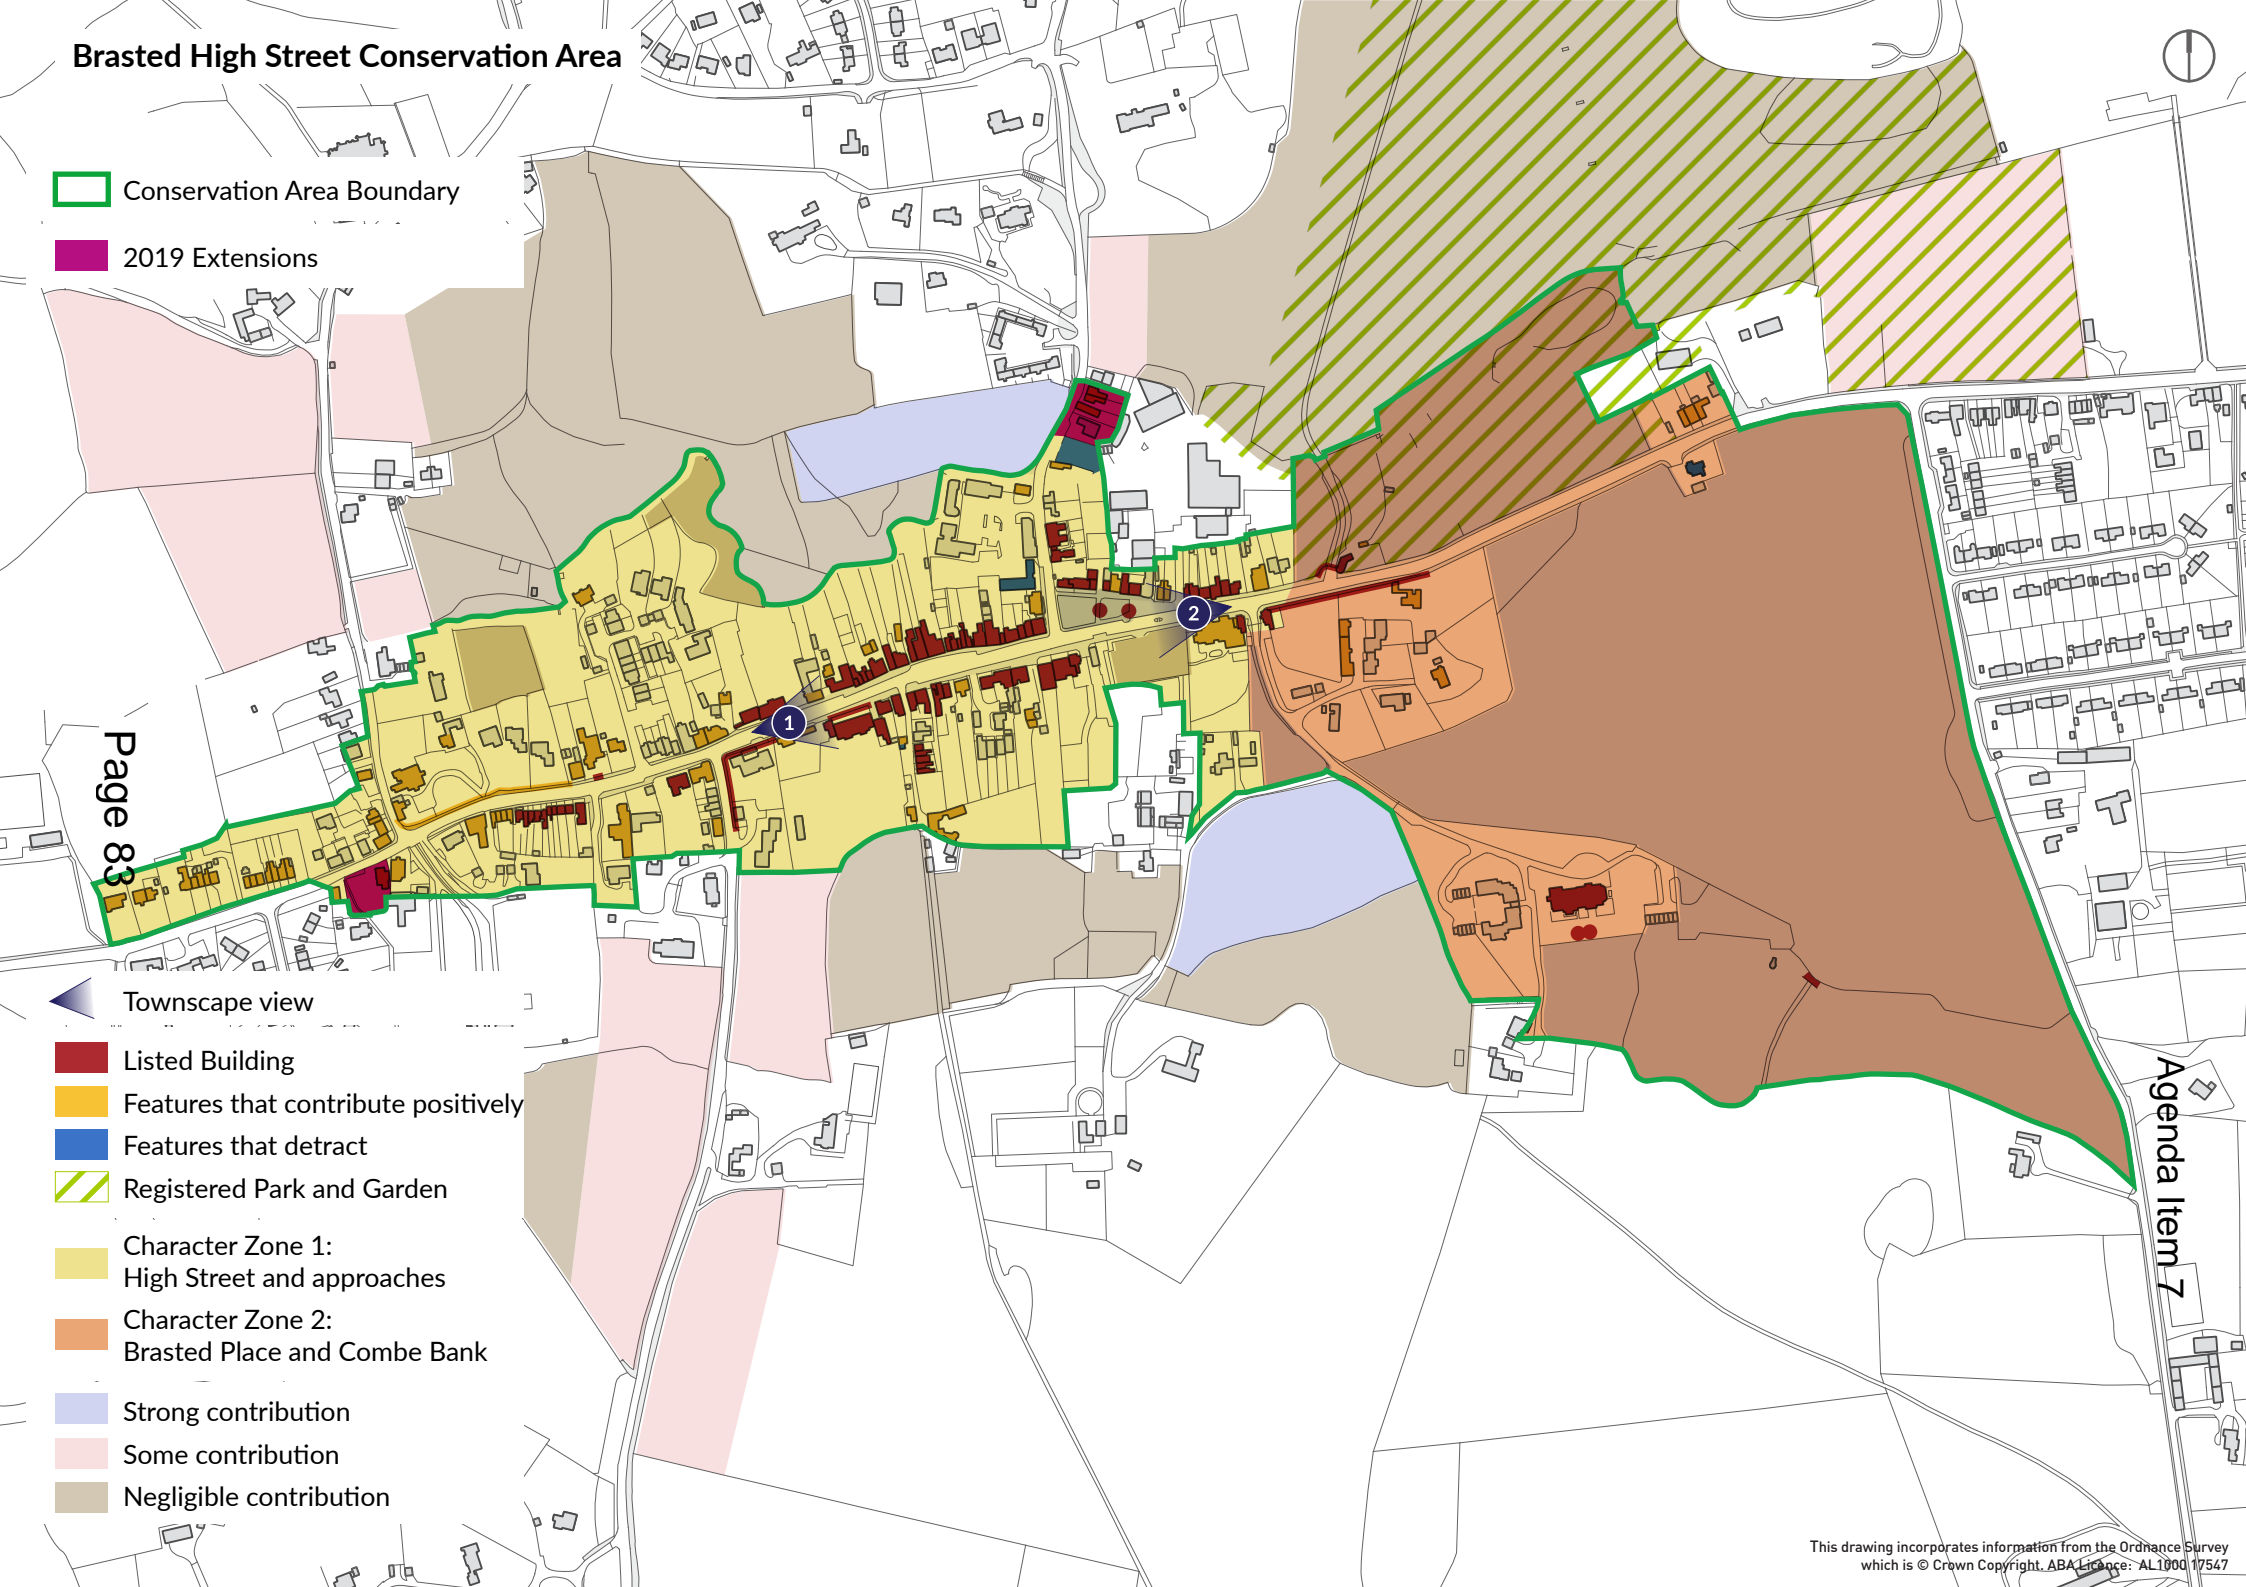 Brasted High Street Conservation Area
Conservation Area Boundary
2019 Extensions
2
1
Page 83
Townscape view
Listed Building
Features that contribute positively
Features that detract
Registered Park and Garden
Character Zone 1:
High Street and approaches
Character Zone 2:
Brasted Place and Combe Bank
Strong contribution
Some contribution
Negligible contribution
Agenda Item 7
This drawing incorporates information from the Ordnance Survey
which is © Crown Copyright. ABA Licence: AL1000 17547